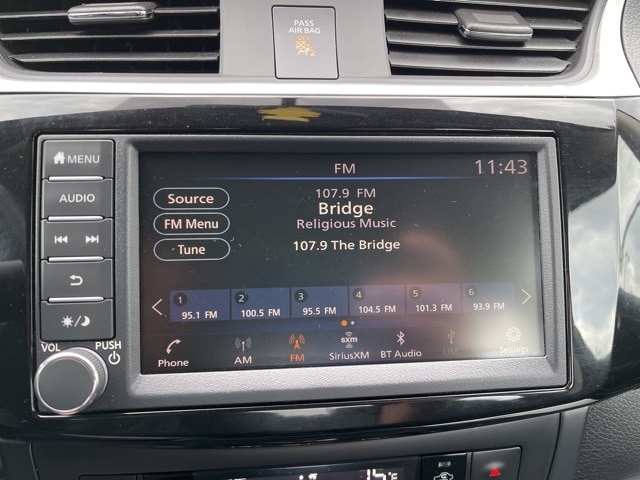 PASS
AIR BAG
MENU
AUDIO
VOL
PUSH
FM
11:43
Source
FM Menu
Tune
107.9 FM
Bridge
Religious Music
107.9 The Bridge
1 95.1 FM
2 100.5 FM
3 95.5 FM
4 104.5 FM
5 101.3 FM
6 93.9 FM
Phone
AM
FM
sxm
SiriusXM
BT Audio
Settings